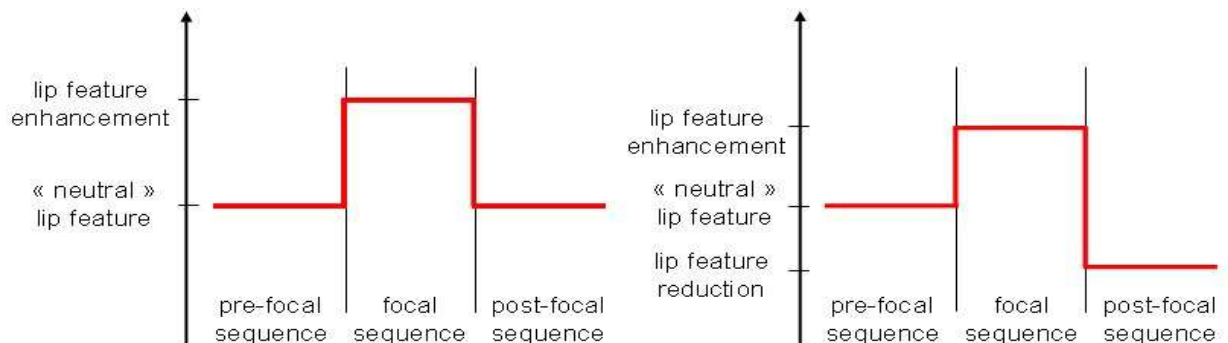 lip feature
enhancement
« neutral »
lip feature
pre-focal
sequence
focal
sequence
post-focal
sequence
lip feature
enhancement
« neutral »
lip feature
lip feature
reduction
pre-focal
sequence
focal
sequence
post-focal
sequence